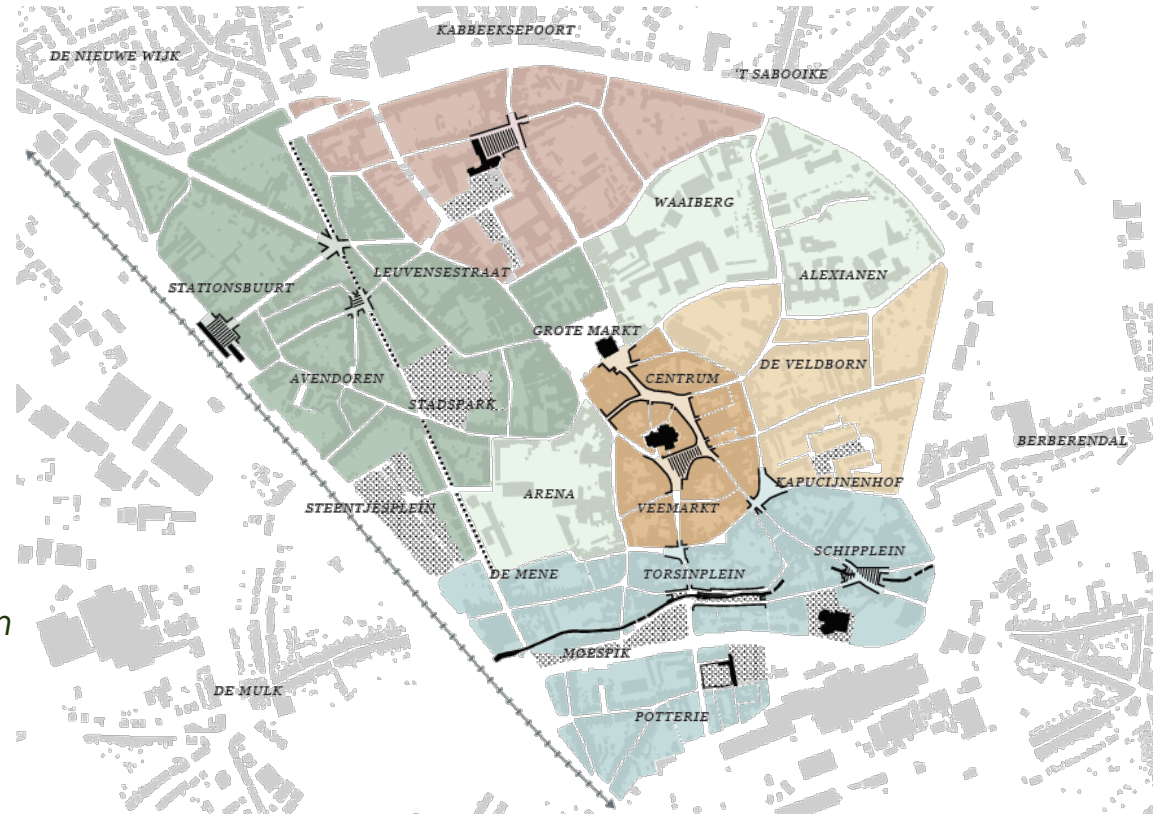 KABBEEKSEPOORT
DE NIEUWE WIJK
'T SABOOIKE
WAAIBERG
LEUVENSESTRAAT
ALEXIANEN
STATIONSBUURT
GROTE MARKT
DE VELDBORN
AVENDOREN
CENTRUM
STADSPARK
BERBERENDAL
KAPUCIJNENHOF
ARENA
STEENTJESPLEIN
VEEMARKT
SCHIPPLEIN
DE MENE
TORSINPLEIN
n
MOESPIK
DE MULK
POTTERIE